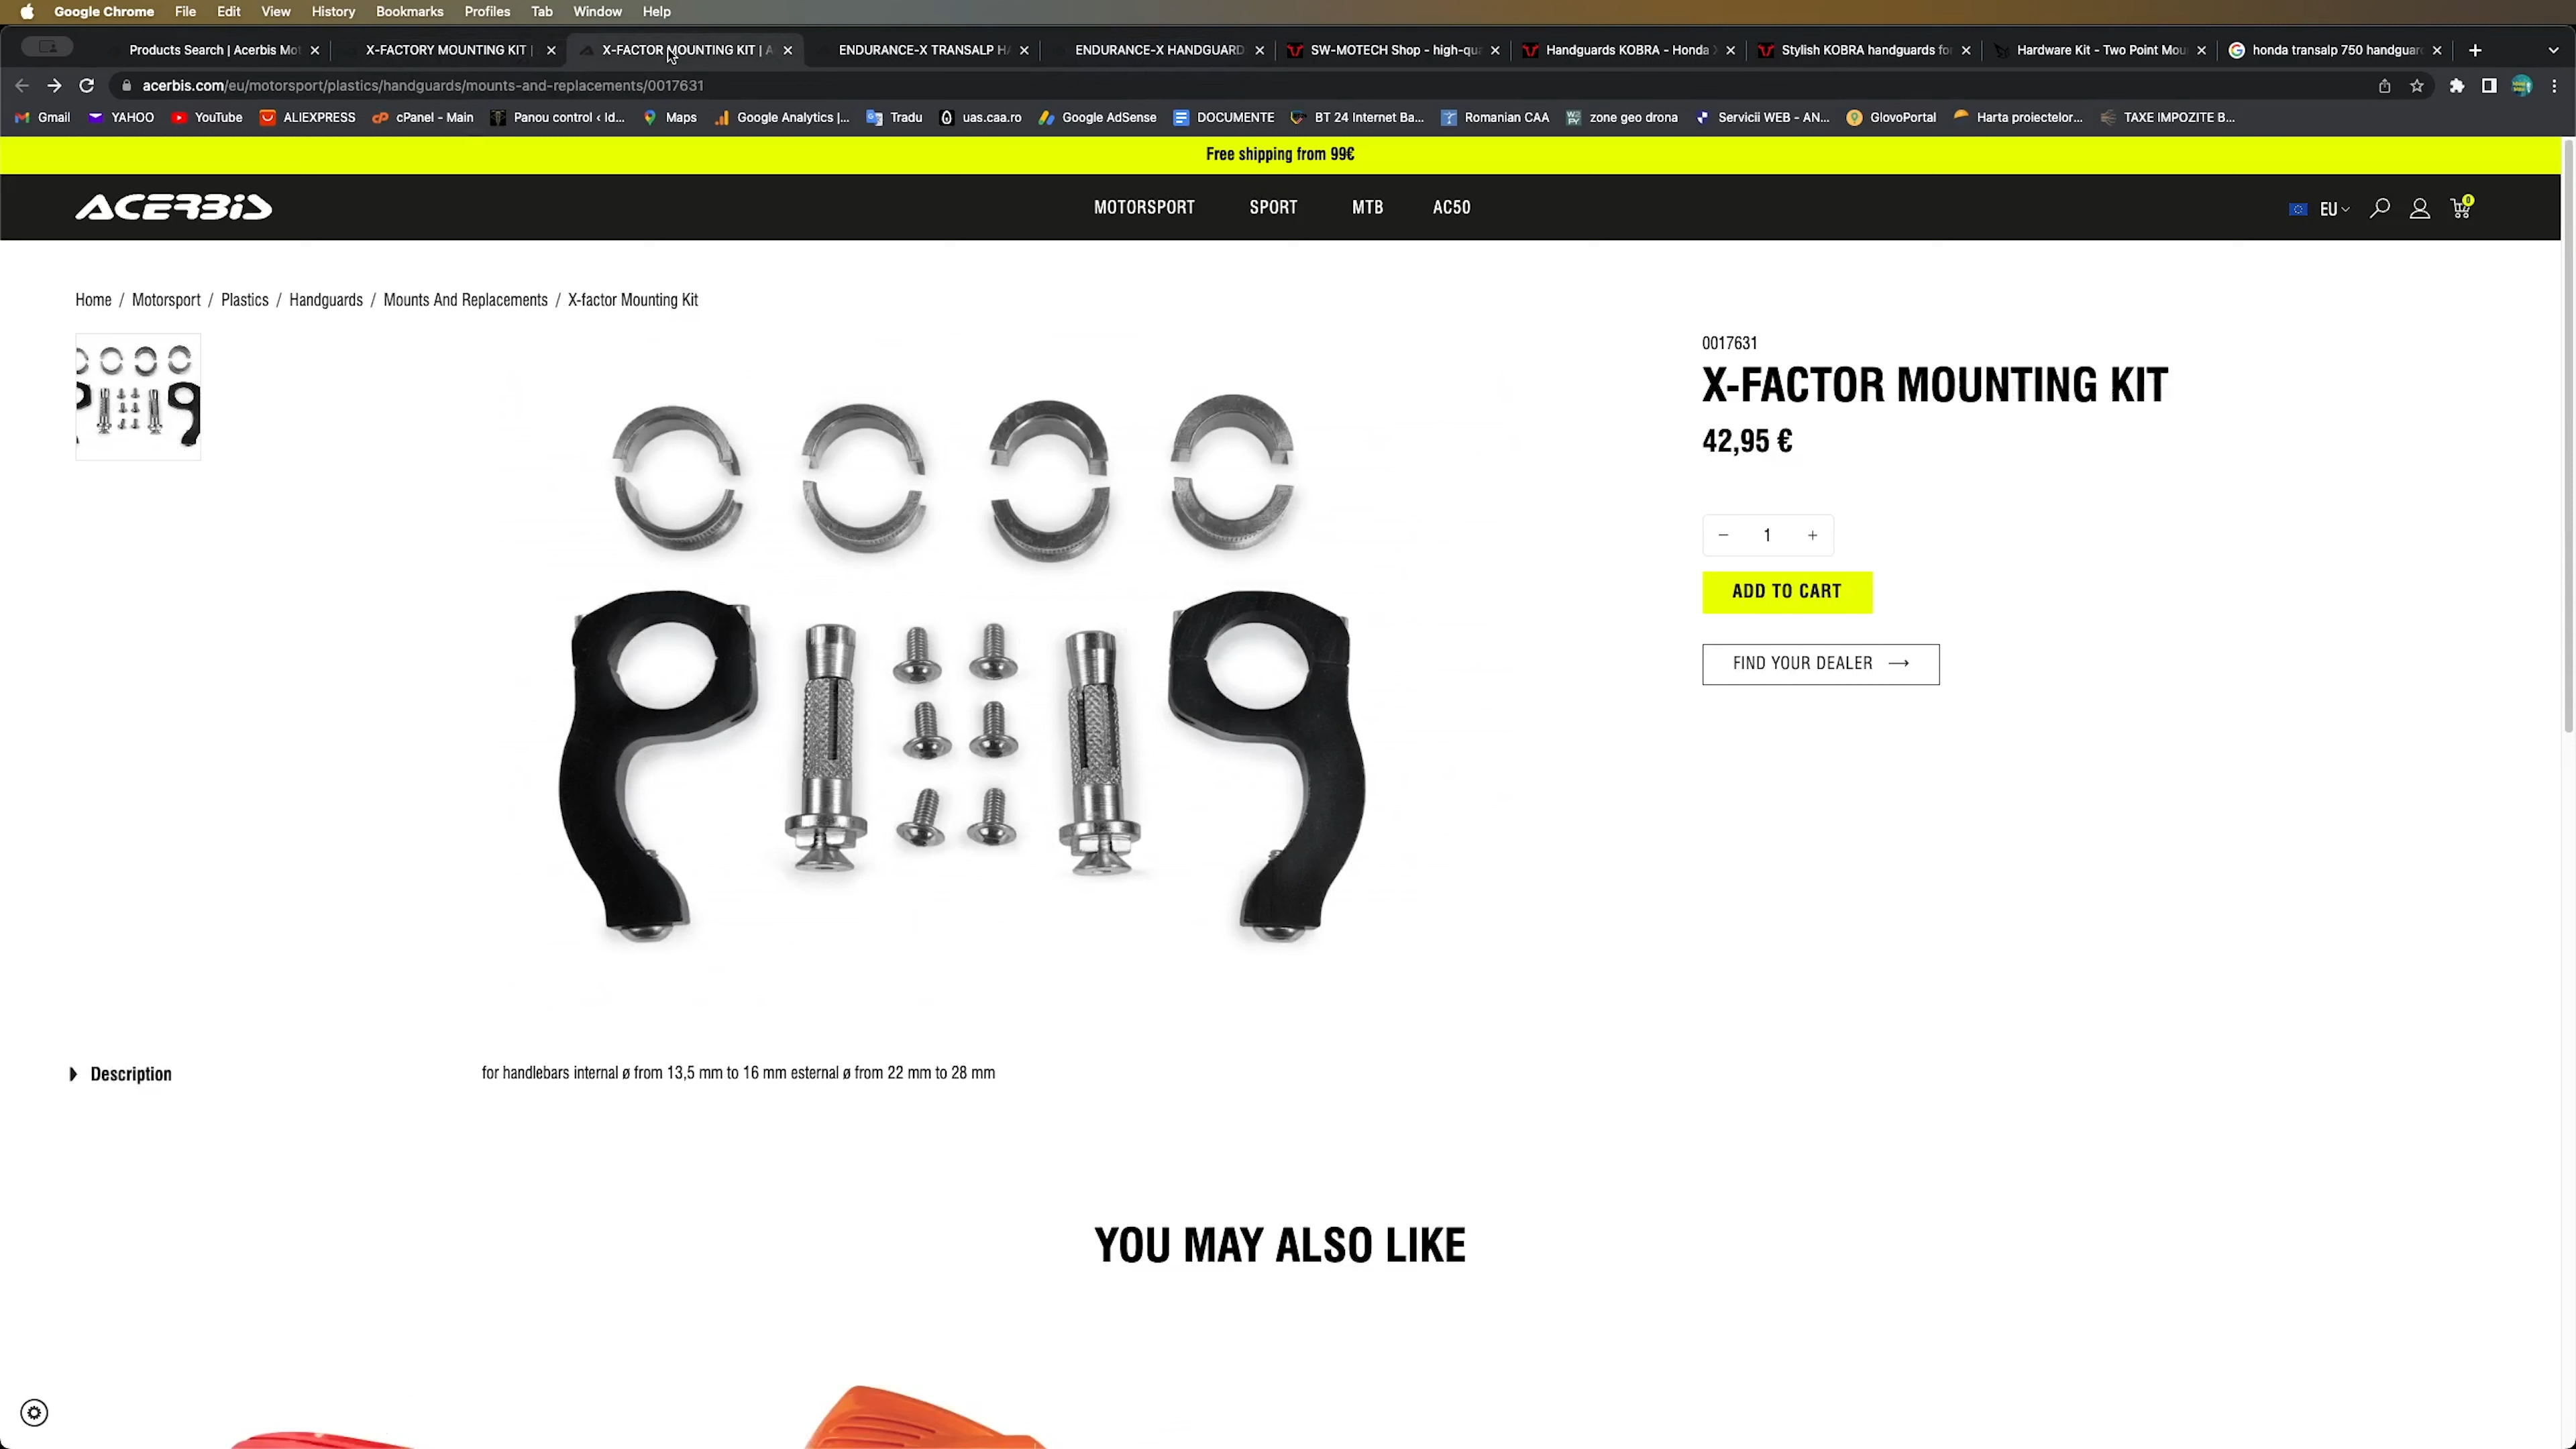 Google Chrome File Edit View History Bookmarks Profiles Tab Window Help
Products Search | Acerbis Mot X-FACTORY MOUNTING KIT | X-FACTOR MOUNTING KIT | A ENDURANCE-X TRANSALP HA ENDURANCE-X HANDGUARD SW-MOTECH Shop - high-qua Handguards KOBRA - Honda X Stylish KOBRA handguards fo Hardware Kit - Two Point Mou honda transalp 750 handguar
acerbis.com/eu/motorsport/plastics/handguards/mounts-and-replacements/0017631
Gmail YAHOO YouTube ALIEXPRESS cPanel - Main Panou control ‹ Id... Maps Google Analytics |... Tradu uas.caa.ro Google AdSense DOCUMENTE BT 24 Internet Ba... Romanian CAA zone geo drona Servicii WEB - AN... GlovoPortal Harta proiectelor... TAXE IMPOZITE B...
Free shipping from 99€
ACERBIS MOTORSPORT SPORT MTB AC50 EU 0
Home / Motorsport / Plastics / Handguards / Mounts And Replacements / X-factor Mounting Kit
0017631
X-FACTOR MOUNTING KIT
42,95 €
− 1 +
ADD TO CART
FIND YOUR DEALER
Description for handlebars internal ø from 13,5 mm to 16 mm esternal ø from 22 mm to 28 mm
YOU MAY ALSO LIKE